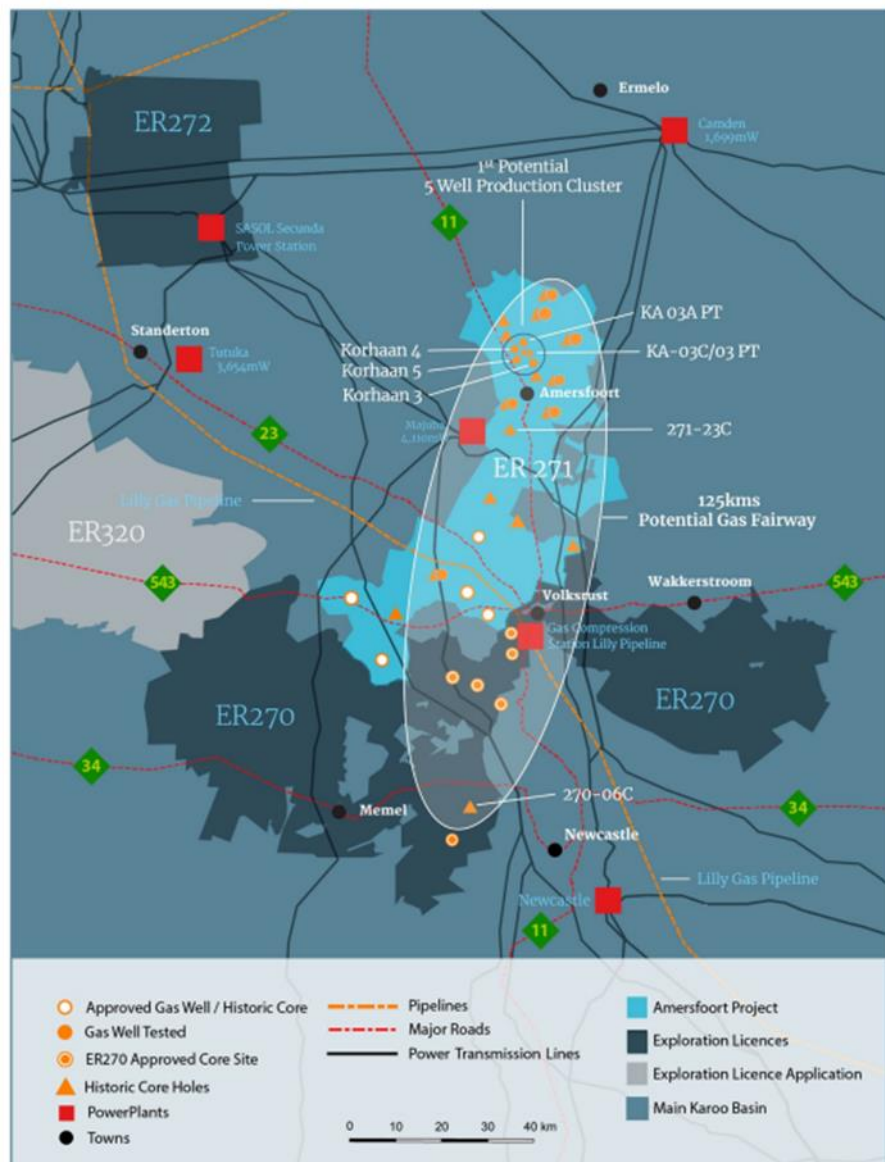 Ermelo
ER272
Camden
1,699mW
1st Potential
5 Well Production Cluster
11
SASOL Secunda
Power Station
KA 03A PT
Standerton
Korhaan 4
KA-03C/03 PT
Tutuka
3,654mW
Korhaan 5
Korhaan 3
Amersfoort
23
Majuba
271-23C
ER 271
Lilly Gas Pipeline
125kms
Potential Gas Fairway
ER320
543
Wakkerstroom
543
Volksrust
Gas Compression
Station Lilly Pipeline
ER270
ER270
34
270-06C
Memel
34
Newcastle
Lilly Gas Pipeline
Newcastle
11
Approved Gas Well / Historic Core
Gas Well Tested
ER270 Approved Core Site
Historic Core Holes
PowerPlants
Towns
Pipelines
Major Roads
Power Transmission Lines
0 10 20 30 40 km
Amersfoort Project
Exploration Licences
Exploration Licence Application
Main Karoo Basin